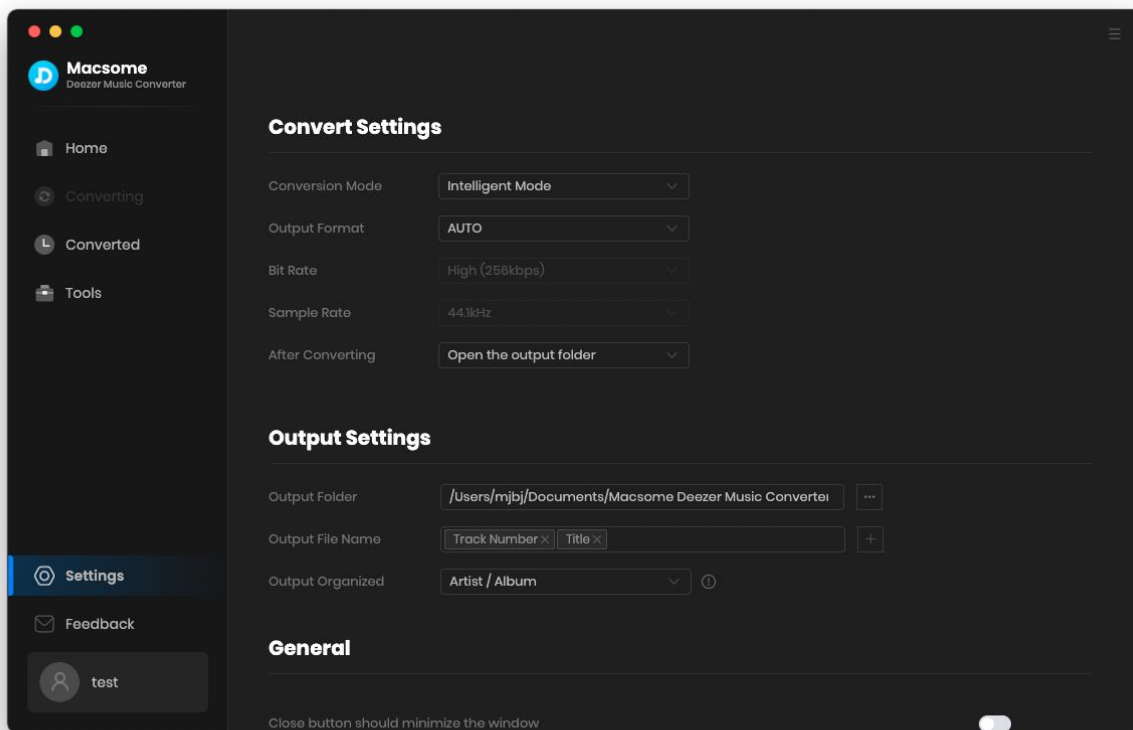 Macsome
Deezer Music Converter
Home
Converting
Converted
Tools
Settings
Feedback
test
Convert Settings
Conversion Mode Intelligent Mode
Output Format AUTO
Bit Rate High (256kbps)
Sample Rate 44.1kHz
After Converting Open the output folder
Output Settings
Output Folder /Users/mjbj/Documents/Macsome Deezer Music Converter
Output File Name Track Number Title
Output Organized Artist / Album
General
Close button should minimize the window